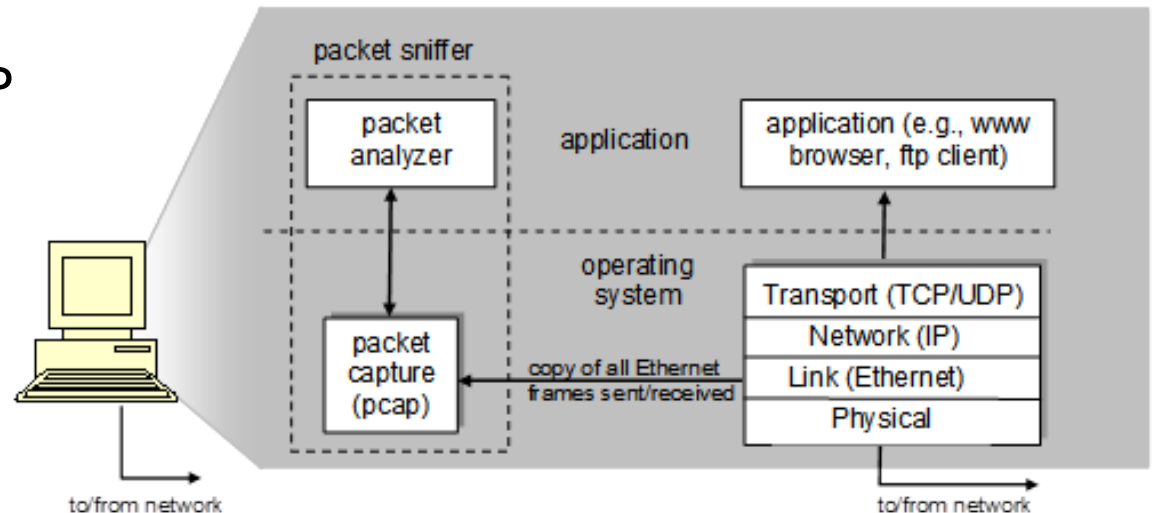 packet sniffer
packet
analyzer
application
application (e.g., www
browser, ftp client)
operating
system
packet
capture
(pcap)
copy of all Ethernet
frames sent/received
Transport (TCP/UDP)
Network (IP)
Link (Ethernet)
Physical
to/from network
to/from network